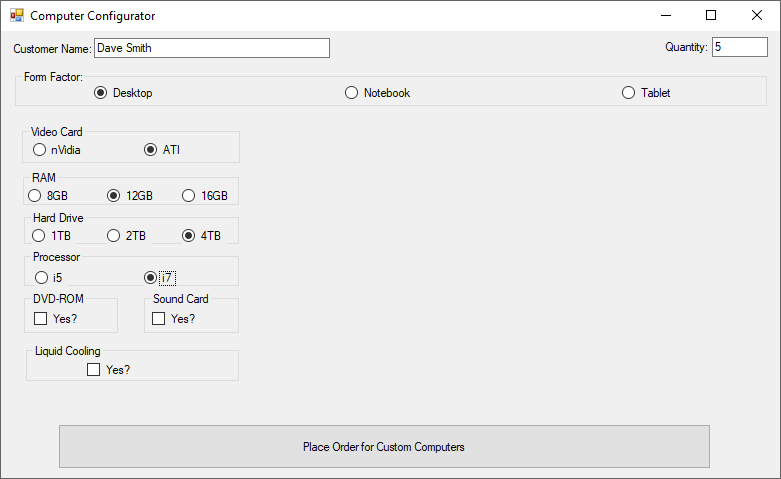 Computer Configurator
Customer Name: Dave Smith Quantity: 5
Form Factor:
Desktop Notebook Tablet
Video Card
nVidia ATI
RAM
8GB 12GB 16GB
Hard Drive
1TB 2TB 4TB
Processor
i5 i7
DVD-ROM Sound Card
Yes? Yes?
Liquid Cooling
Yes?
Place Order for Custom Computers